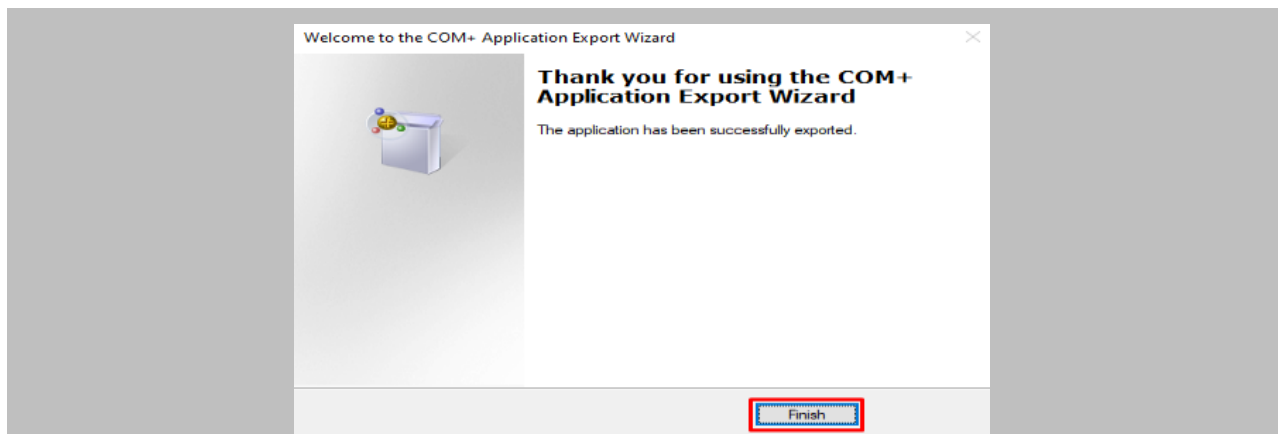 Welcome to the COM+ Application Export Wizard
Thank you for using the COM+
Application Export Wizard
The application has been successfully exported.
Finish